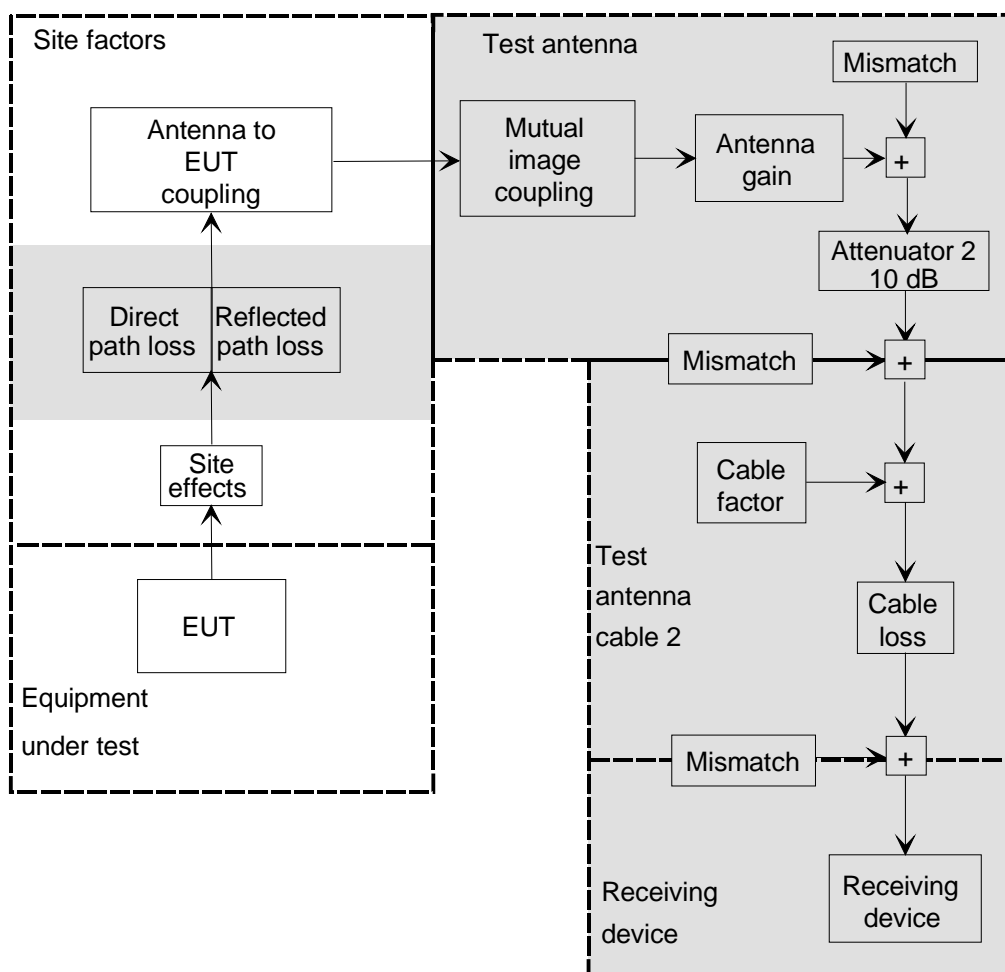 Site factors
Test antenna
Mismatch
Antenna to
EUT
coupling
Mutual
image
coupling
Antenna
gain
+
Attenuator 2
10 dB
Direct
path loss
Reflected
path loss
Mismatch
+
Site
effects
Cable
factor
+
Test
antenna
cable 2
EUT
Cable
loss
Equipment
under test
Mismatch
+
Receiving
device
Receiving
device